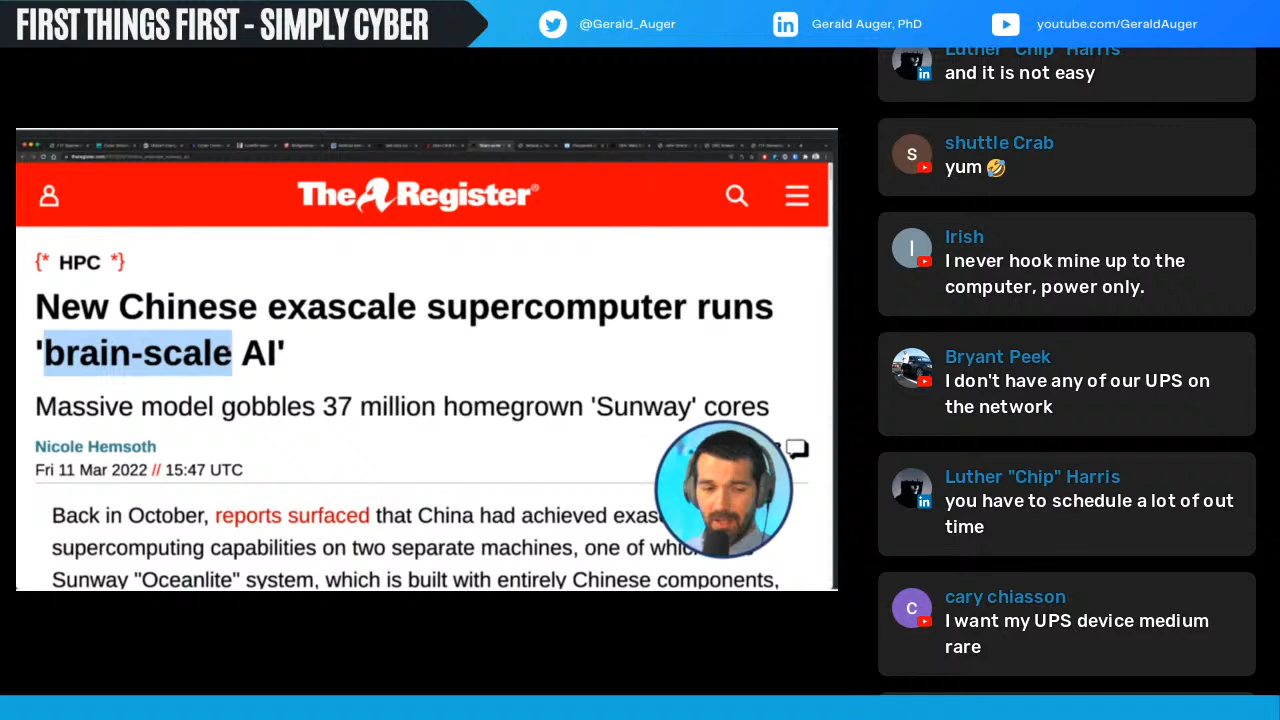 FIRST THINGS FIRST - SIMPLY CYBER
@Gerald_Auger
Gerald Auger, PhD
youtube.com/GeraldAuger
The Register®
{* HPC *}
New Chinese exascale supercomputer runs
'brain-scale AI'
Massive model gobbles 37 million homegrown 'Sunway' cores
Nicole Hemsoth
Fri 11 Mar 2022 // 15:47 UTC
Back in October, reports surfaced that China had achieved
supercomputing capabilities on two separate machines, one of
Sunway "Oceanlite" system, which is built with entirely Chinese components,
Luther "Chip" Harris
and it is not easy
S
shuttle Crab
yum 🤣
I
Irish
I never hook mine up to the
computer, power only.
Bryant Peek
I don't have any of our UPS on
the network
Luther "Chip" Harris
you have to schedule a lot of out
time
C
cary chiasson
I want my UPS device medium
rare